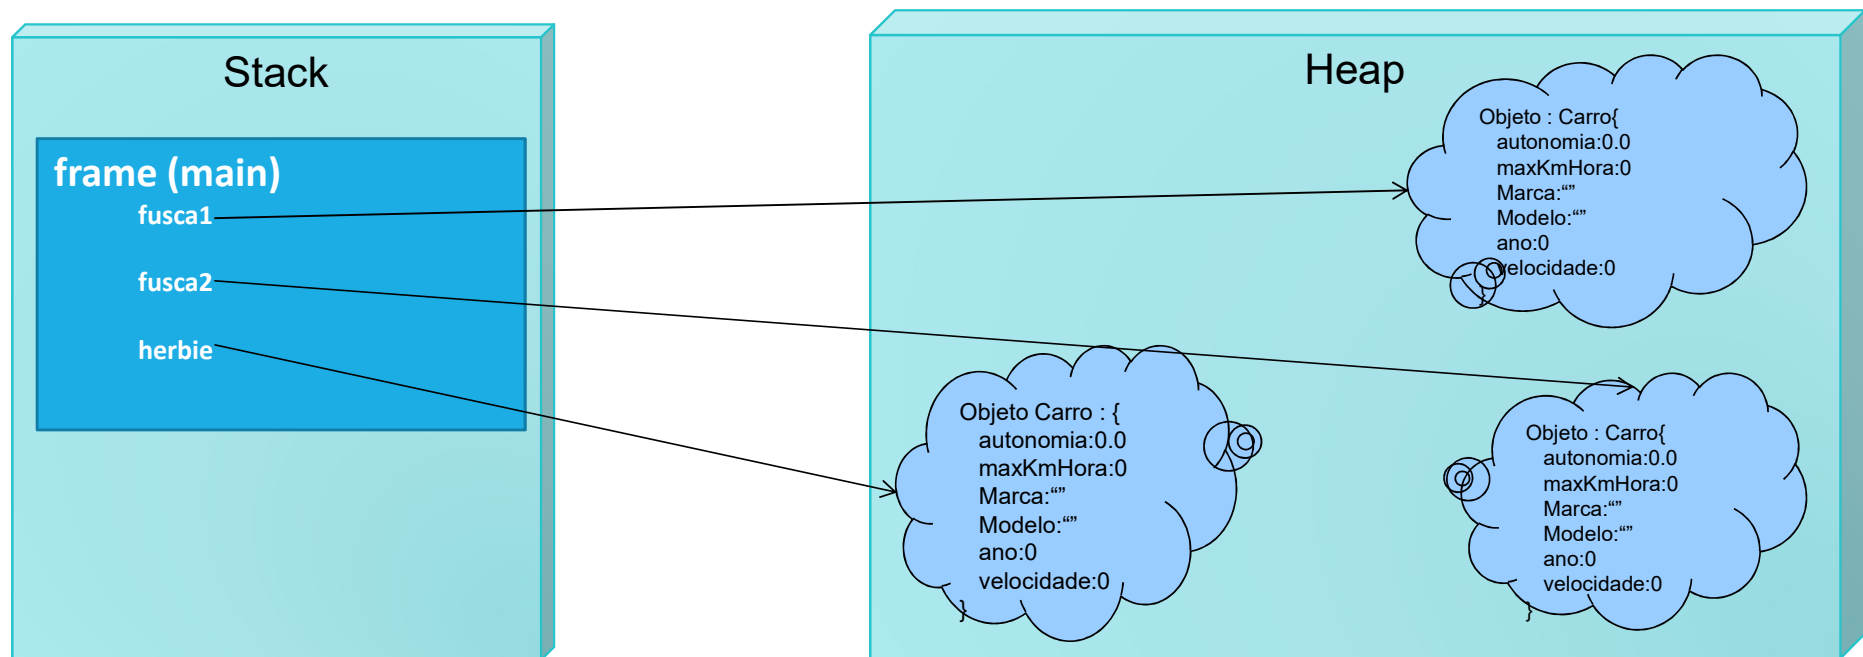 Stack
frame (main)
fusca1
fusca2
herbie
Heap
Objeto : Carro{
autonomia:0.0
maxKmHora:0
Marca:“”
Modelo:“”
ano:0
velocidade:0
}
Objeto Carro : {
autonomia:0.0
maxKmHora:0
Marca:“”
Modelo:“”
ano:0
velocidade:0
}
Objeto : Carro{
autonomia:0.0
maxKmHora:0
Marca:“”
Modelo:“”
ano:0
velocidade:0
}